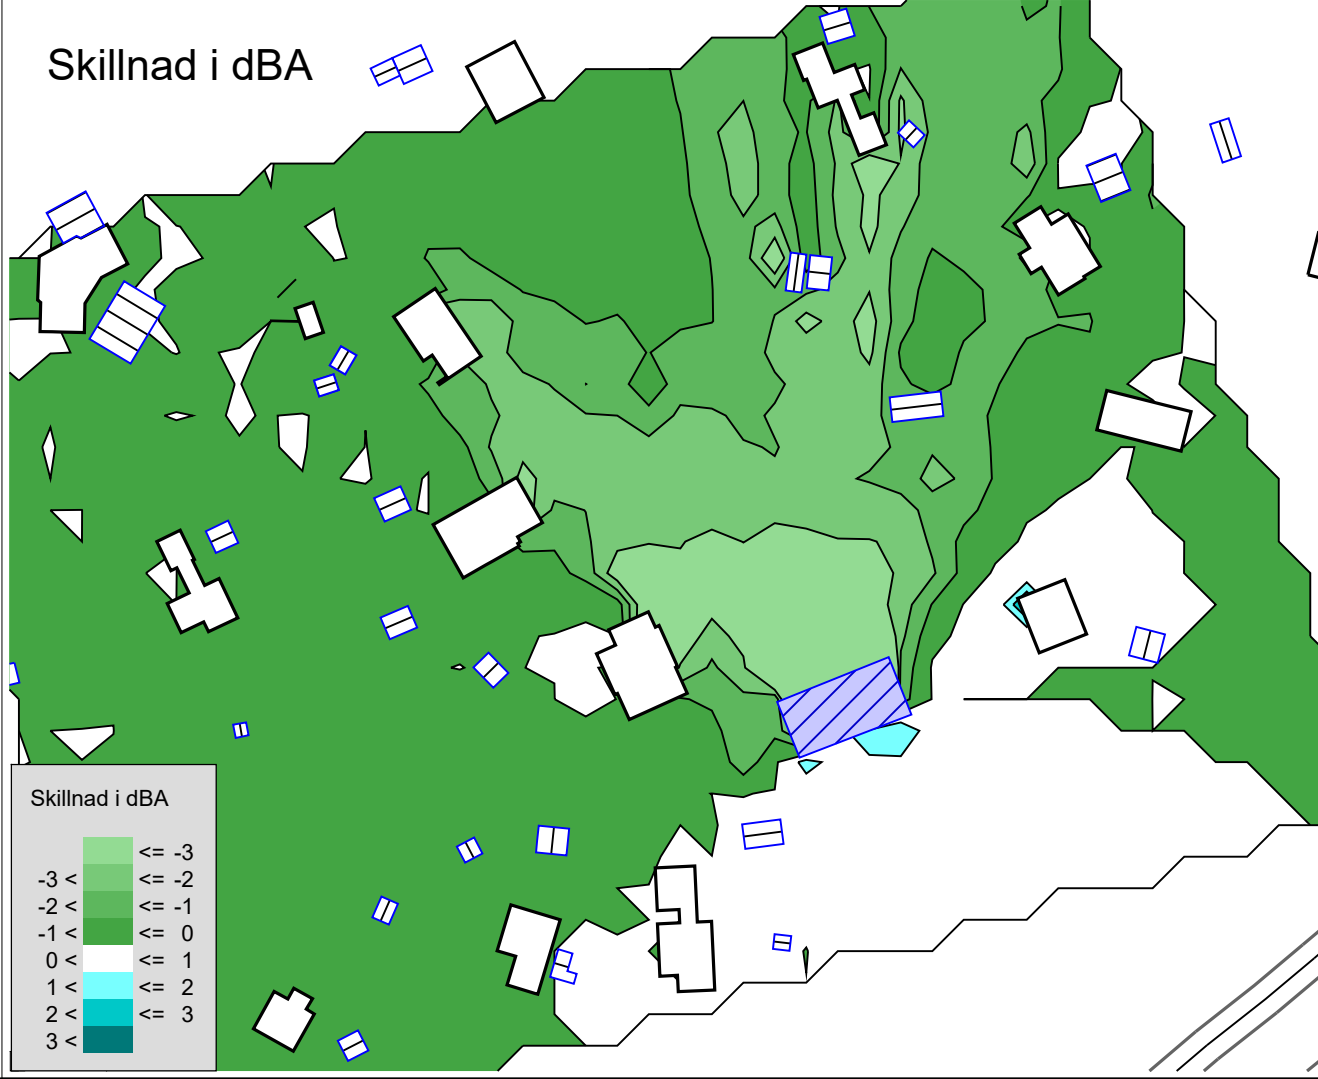 Skillnad i dBA
Skillnad i dBA
<= -3
-3 < <= -2
-2 < <= -1
-1 < <= 0
0 < <= 1
1 < <= 2
2 < <= 3
3 <